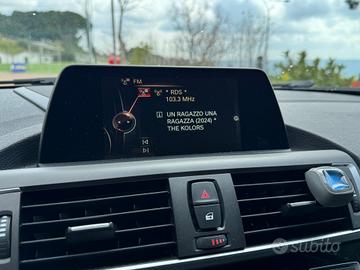 FM
* RDS *
103.3 MHz
UN RAGAZZO UNA
RAGAZZA (2024) *
THE KOLORS
subito